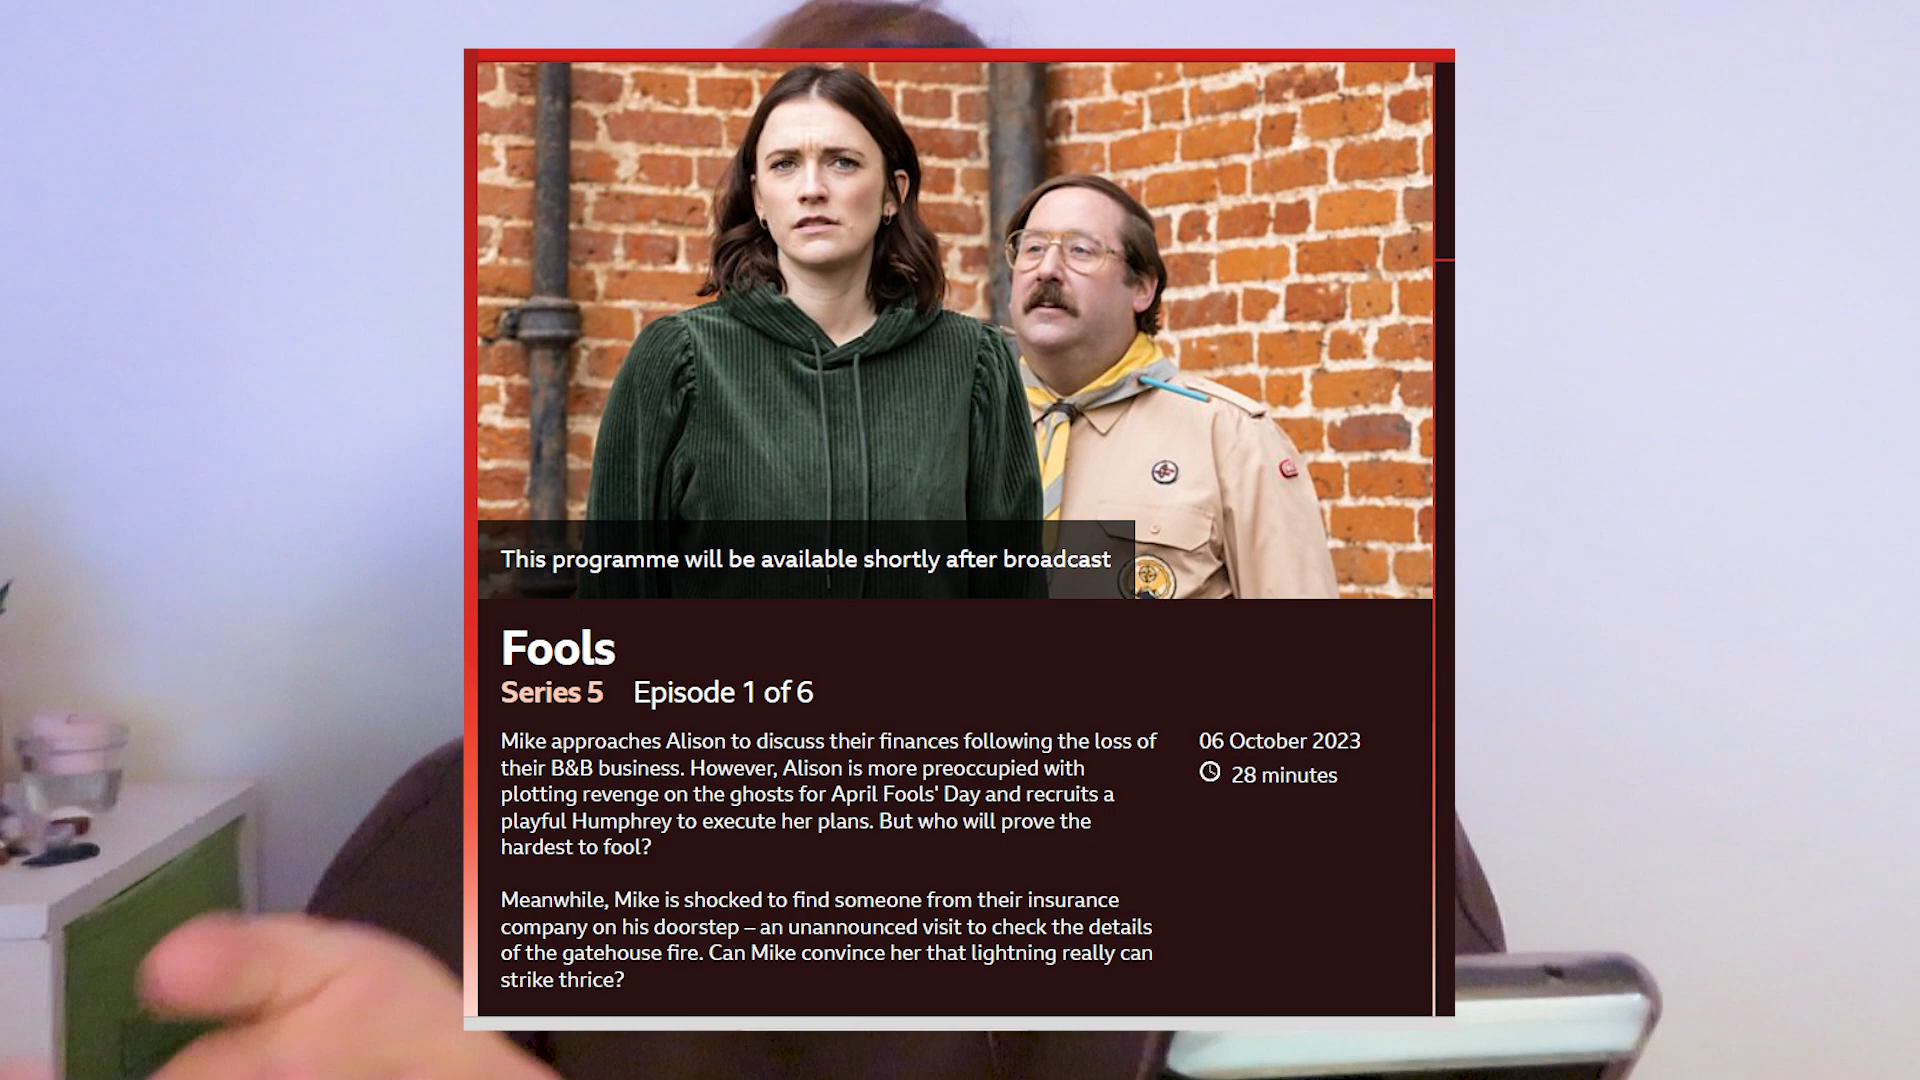 This programme will be available shortly after broadcast
Fools
Series 5 Episode 1 of 6
Mike approaches Alison to discuss their finances following the loss of
their B&B business. However, Alison is more preoccupied with
plotting revenge on the ghosts for April Fools' Day and recruits a
playful Humphrey to execute her plans. But who will prove the
hardest to fool?
Meanwhile, Mike is shocked to find someone from their insurance
company on his doorstep – an unannounced visit to check the details
of the gatehouse fire. Can Mike convince her that lightning really can
strike thrice?
06 October 2023
28 minutes